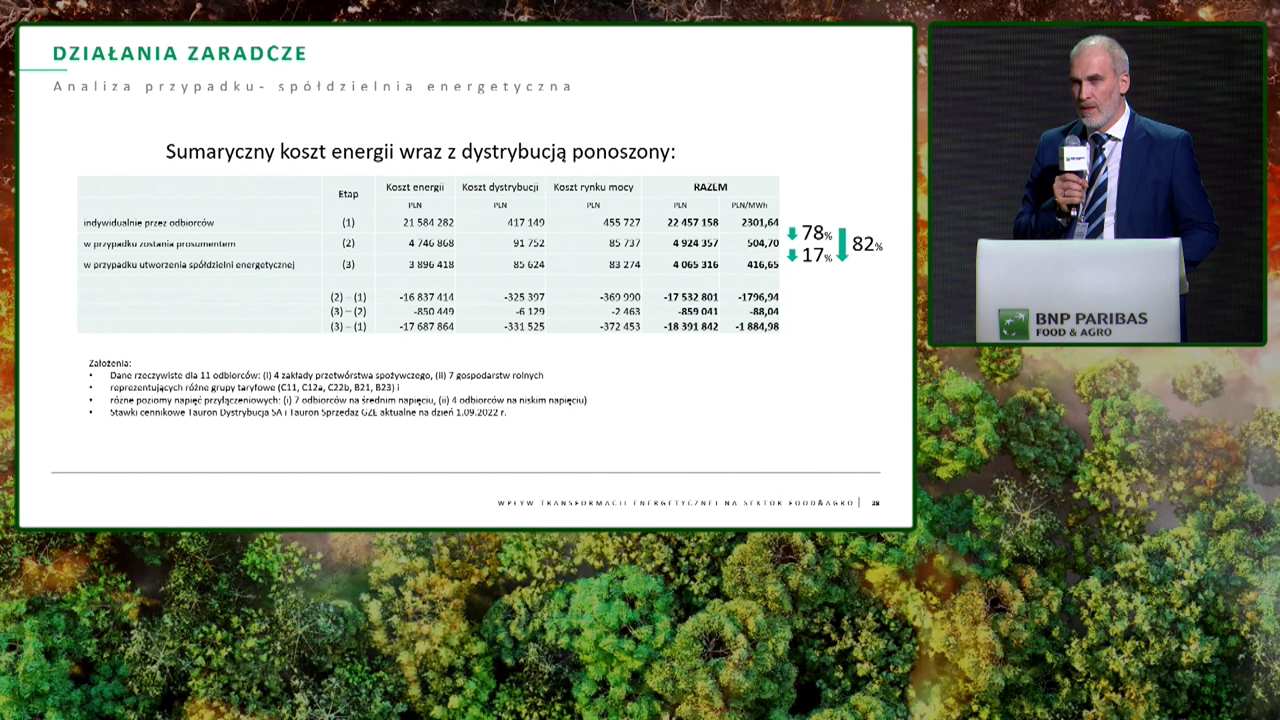 DZIAŁANIA ZARADCZE
Analiza przypadku- spółdzielnia energetyczna
Sumaryczny koszt energii wraz z dystrybucją ponoszony:
Etap Koszt energii Koszt dystrybucji Koszt rynku mocy RAZEM
PLN PLN PLN PLN PLN/MWh
indywidualnie przez odbiorców (1) 21 584 282 417 149 455 727 22 457 158 2301,64
w przypadku zostania prosumentem (2) 4 746 868 91 752 85 737 4 924 357 504,70
w przypadku utworzenia spółdzielni energetycznej (3) 3 896 418 85 624 83 274 4 065 316 416,65
(2) – (1) -16 837 414 -325 397 -369 990 -17 532 801 -1796,94
(3) – (2) -850 449 -6 129 -2 463 -859 041 -88,04
(3) – (1) -17 687 864 -331 525 -372 453 -18 391 842 -1 884,98
78%
17%
82%
Założenia:
• Dane rzeczywiste dla 11 odbiorców: (i) 4 zakłady przetwórstwa spożywczego, (ii) 7 gospodarstw rolnych
• reprezentujących różne grupy taryfowe (C11, C12a, C22b, B21, B23) i
• różne poziomy napięć przyłączeniowych: (i) 7 odbiorców na średnim napięciu, (ii) 4 odbiorców na niskim napięciu)
• Stawki cennikowe Tauron Dystrybucja SA i Tauron Sprzedaż GZE aktualne na dzień 1.09.2022 r.
WPŁYW TRANSFORMACJI ENERGETYCZNEJ NA SEKTOR FOOD&AGRO | 28
BNP PARIBAS
FOOD & AGRO